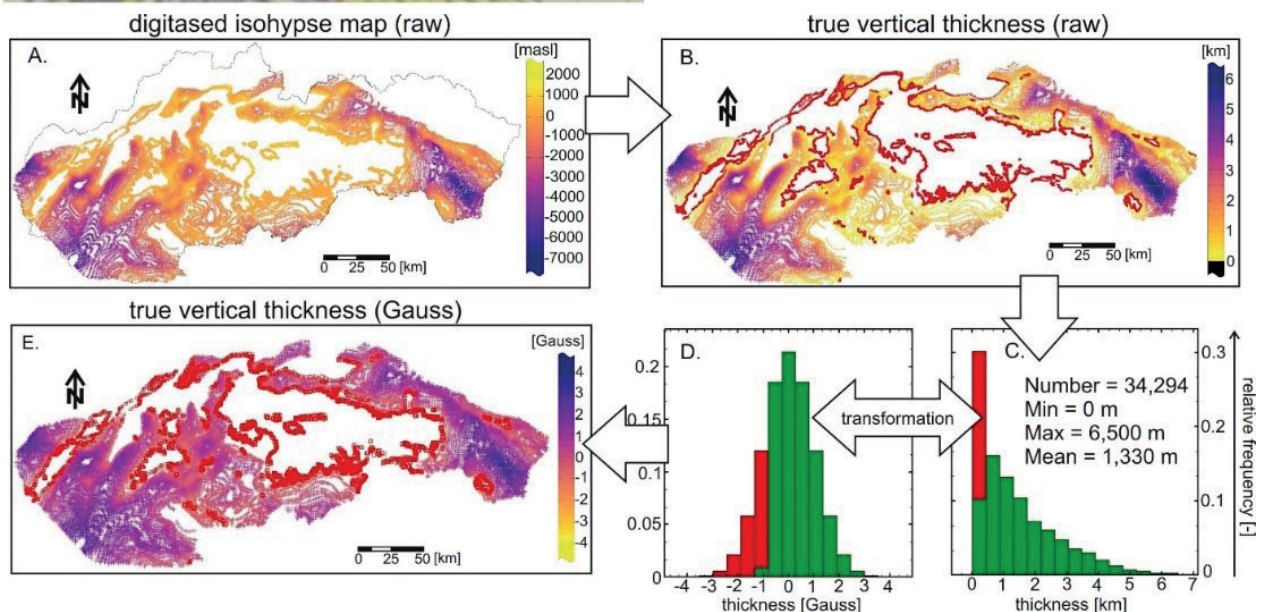 digitased isohypse map (raw)
A.
[masl]
N
2000
1000
0
-1000
-2000
-3000
-4000
-5000
-6000
-7000
0 25 50 [km]
true vertical thickness (raw)
B.
[km]
N
6
5
4
3
2
1
0
0 25 50 [km]
true vertical thickness (Gauss)
E.
[Gauss]
N
4
3
2
1
0
-1
-2
-3
-4
0 25 50 [km]
D.
0.2
0.15
0.1
0.05
0
-4 -3 -2 -1 0 1 2 3 4
thickness [Gauss]
transformation
C.
Number = 34,294
Min = 0 m
Max = 6,500 m
Mean = 1,330 m
0.3
0.2
0.1
0
relative frequency [-]
0 1 2 3 4 5 6 7
thickness [km]